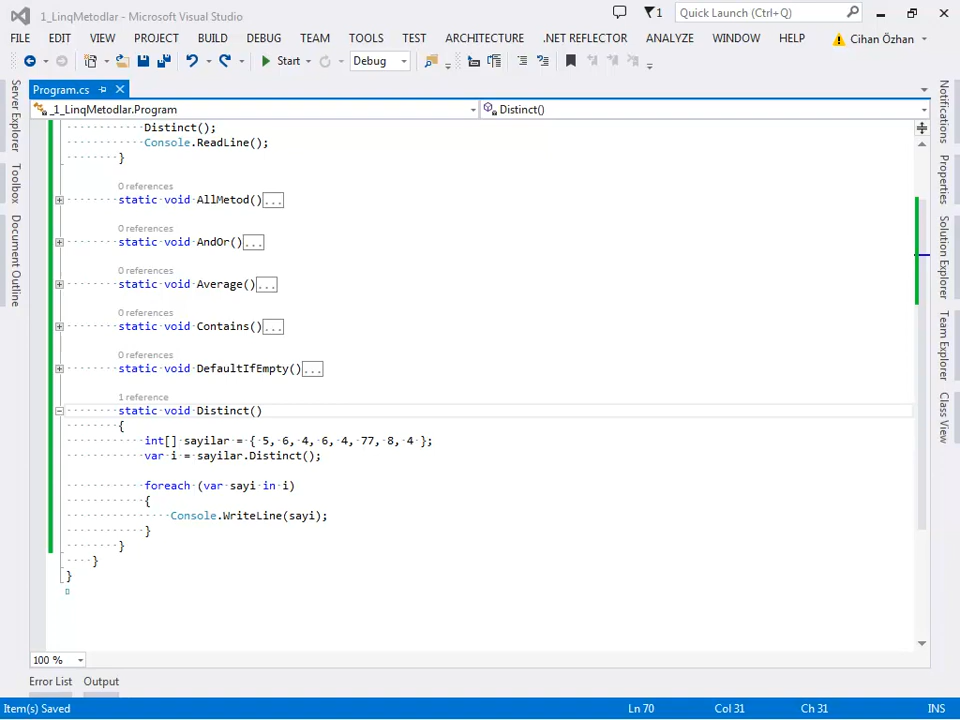 1_LinqMetodlar - Microsoft Visual Studio
1
Quick Launch (Ctrl+Q)
FILE EDIT VIEW PROJECT BUILD DEBUG TEAM TOOLS TEST ARCHITECTURE .NET REFLECTOR ANALYZE WINDOW HELP Cihan Özhan
Start Debug
Program.cs
_1_LinqMetodlar.Program Distinct()
Distinct();
Console.ReadLine();
}
0 references
static void AllMetod()...
0 references
static void AndOr()...
0 references
static void Average()...
0 references
static void Contains()...
0 references
static void DefaultIfEmpty()...
1 reference
static void Distinct()
{
int[] sayilar = { 5, 6, 4, 6, 4, 77, 8, 4 };
var i = sayilar.Distinct();
foreach (var sayi in i)
{
Console.WriteLine(sayi);
}
}
}
}
100 %
Error List Output
Item(s) Saved Ln 70 Col 31 Ch 31 INS
Server Explorer
Toolbox
Document Outline
Notifications
Properties
Solution Explorer
Team Explorer
Class View